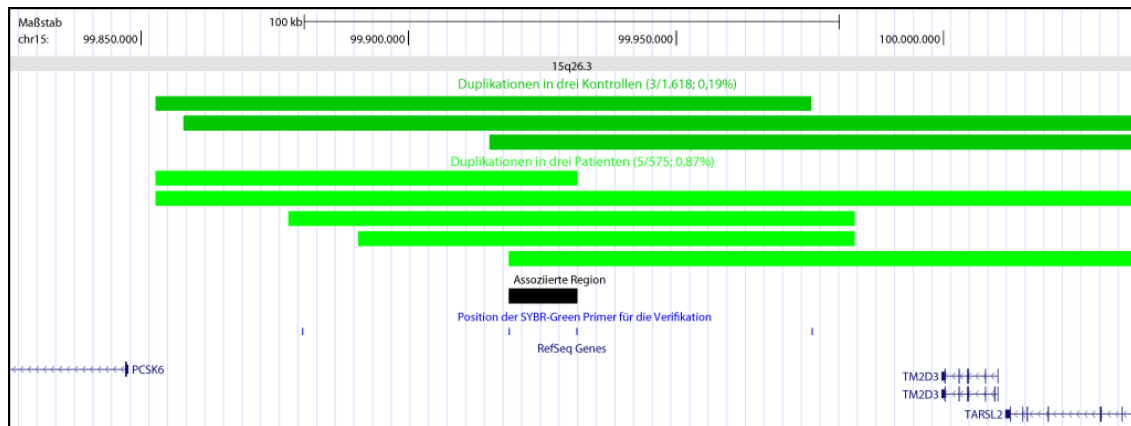 Maßstab 100 kb
chr15: 99.850.000 99.900.000 99.950.000 100.000.000
15q26.3
Duplikationen in drei Kontrollen (3/1.618; 0,19%)
Duplikationen in drei Patienten (5/575; 0.87%)
Assoziierte Region
Position der SYBR-Green Primer für die Verifikation
RefSeq Genes
PCSK6
TM2D3
TM2D3
TARSL2